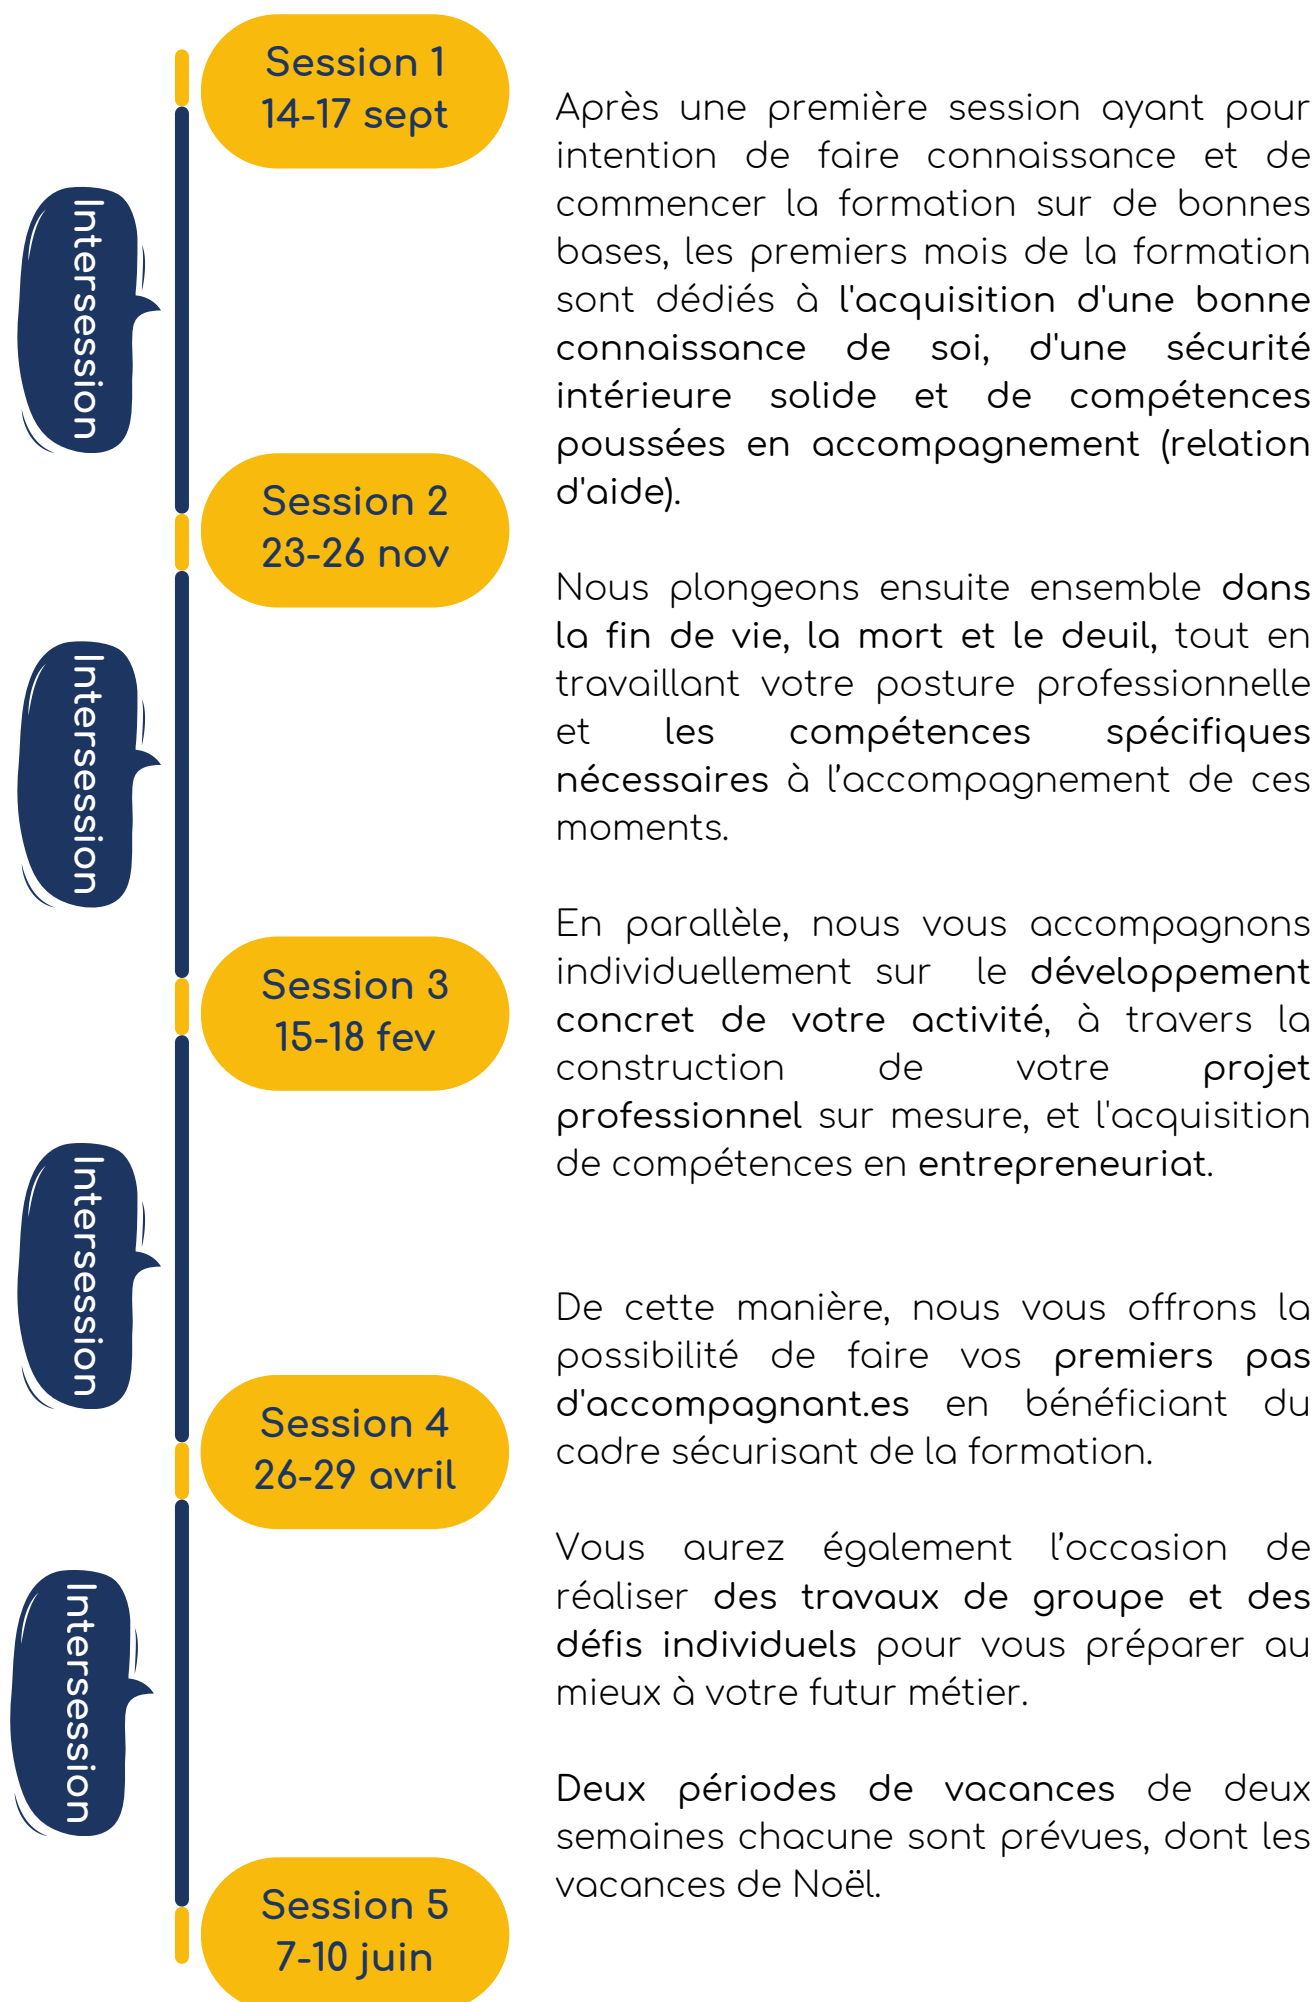 Session 1
14-17 sept
Intersession
Session 2
23-26 nov
Intersession
Session 3
15-18 fev
Intersession
Session 4
26-29 avril
Intersession
Session 5
7-10 juin
Après une première session ayant pour
intention de faire connaissance et de
commencer la formation sur de bonnes
bases, les premiers mois de la formation
sont dédiés à l'acquisition d'une bonne
connaissance de soi, d'une sécurité
intérieure solide et de compétences
poussées en accompagnement (relation
d'aide).
Nous plongeons ensuite ensemble dans
la fin de vie, la mort et le deuil, tout en
travaillant votre posture professionnelle
et les compétences spécifiques
nécessaires à l’accompagnement de ces
moments.
En parallèle, nous vous accompagnons
individuellement sur le développement
concret de votre activité, à travers la
construction de votre projet
professionnel sur mesure, et l'acquisition
de compétences en entrepreneuriat.
De cette manière, nous vous offrons la
possibilité de faire vos premiers pas
d'accompagnant.es en bénéficiant du
cadre sécurisant de la formation.
Vous aurez également l’occasion de
réaliser des travaux de groupe et des
défis individuels pour vous préparer au
mieux à votre futur métier.
Deux périodes de vacances de deux
semaines chacune sont prévues, dont les
vacances de Noël.